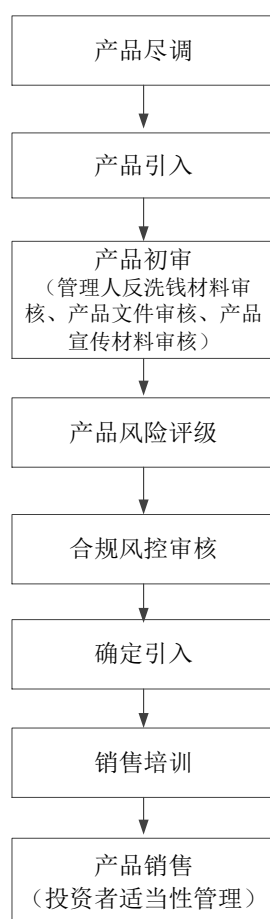 产品尽调
产品引入
产品初审
（管理人反洗钱材料审
核、产品文件审核、产品
宣传材料审核）
产品风险评级
合规风控审核
确定引入
销售培训
产品销售
（投资者适当性管理）